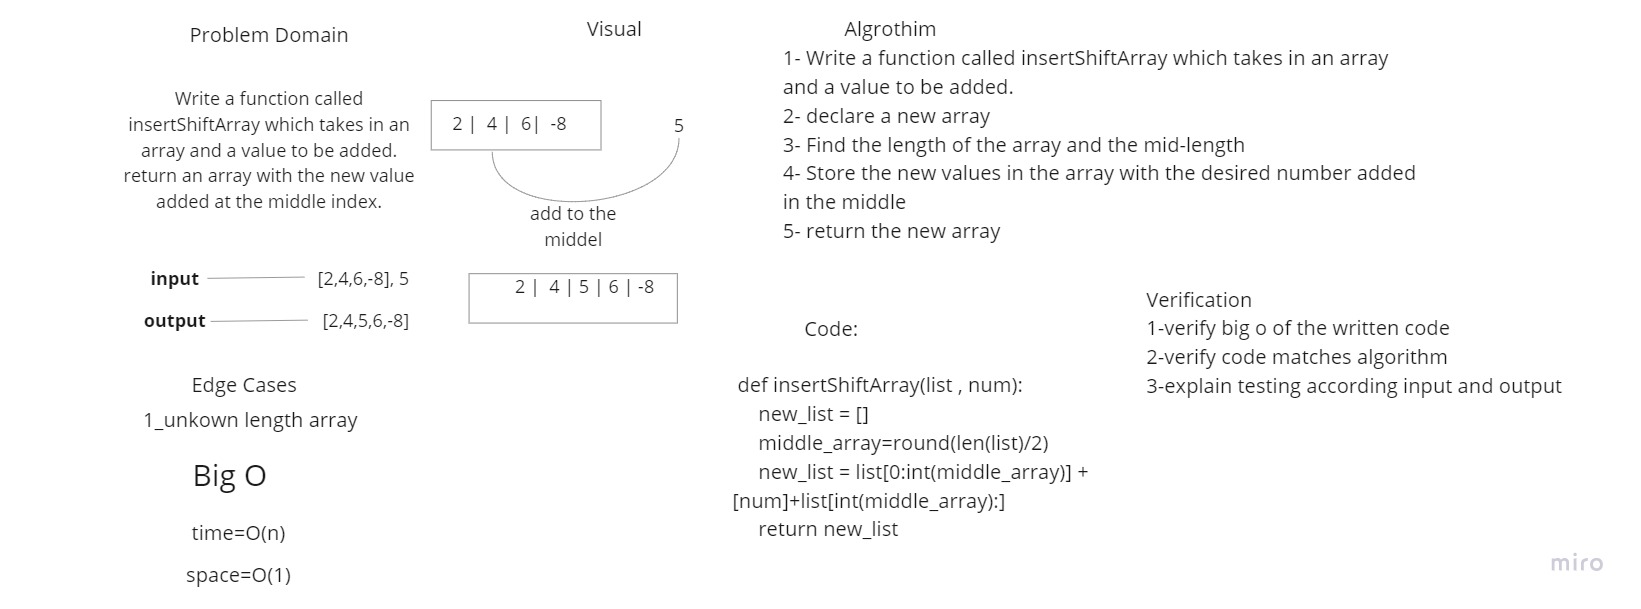 Problem Domain
Write a function called
insertShiftArray which takes in an
array and a value to be added.
return an array with the new value
added at the middle index.
input [2,4,6,-8], 5
output [2,4,5,6,-8]
Edge Cases
1_unkown length array
Big O
time=O(n)
space=O(1)
Visual
2 | 4 | 6| -8
5
add to the
middel
2 | 4 | 5 | 6 | -8
Algrothim
1- Write a function called insertShiftArray which takes in an array
and a value to be added.
2- declare a new array
3- Find the length of the array and the mid-length
4- Store the new values in the array with the desired number added
in the middle
5- return the new array
Code:
def insertShiftArray(list , num):
new_list = []
middle_array=round(len(list)/2)
new_list = list[0:int(middle_array)] +
[num]+list[int(middle_array):]
return new_list
Verification
1-verify big o of the written code
2-verify code matches algorithm
3-explain testing according input and output
miro